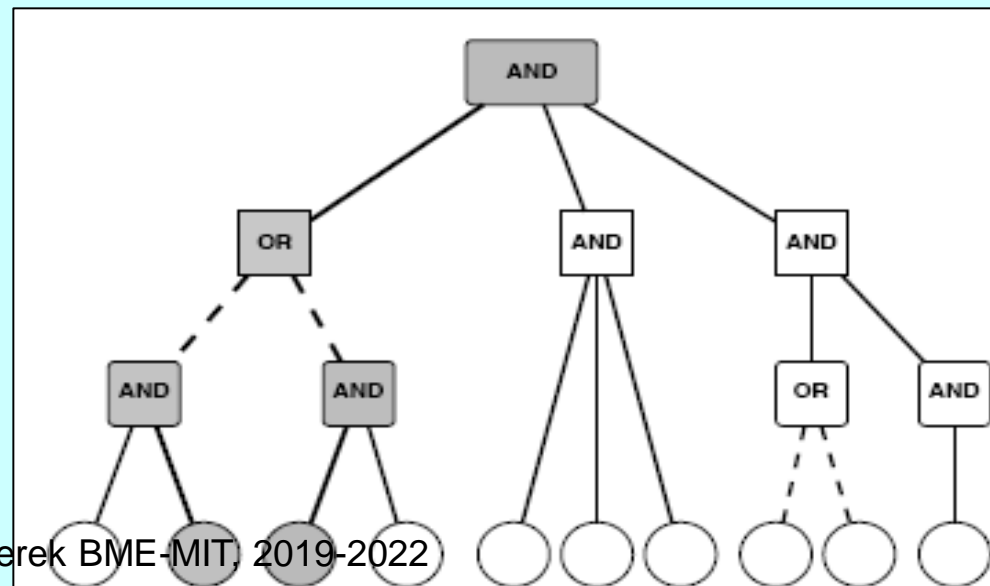 AND
OR AND AND
AND AND OR AND
erek BME-MIT, 2019-2022